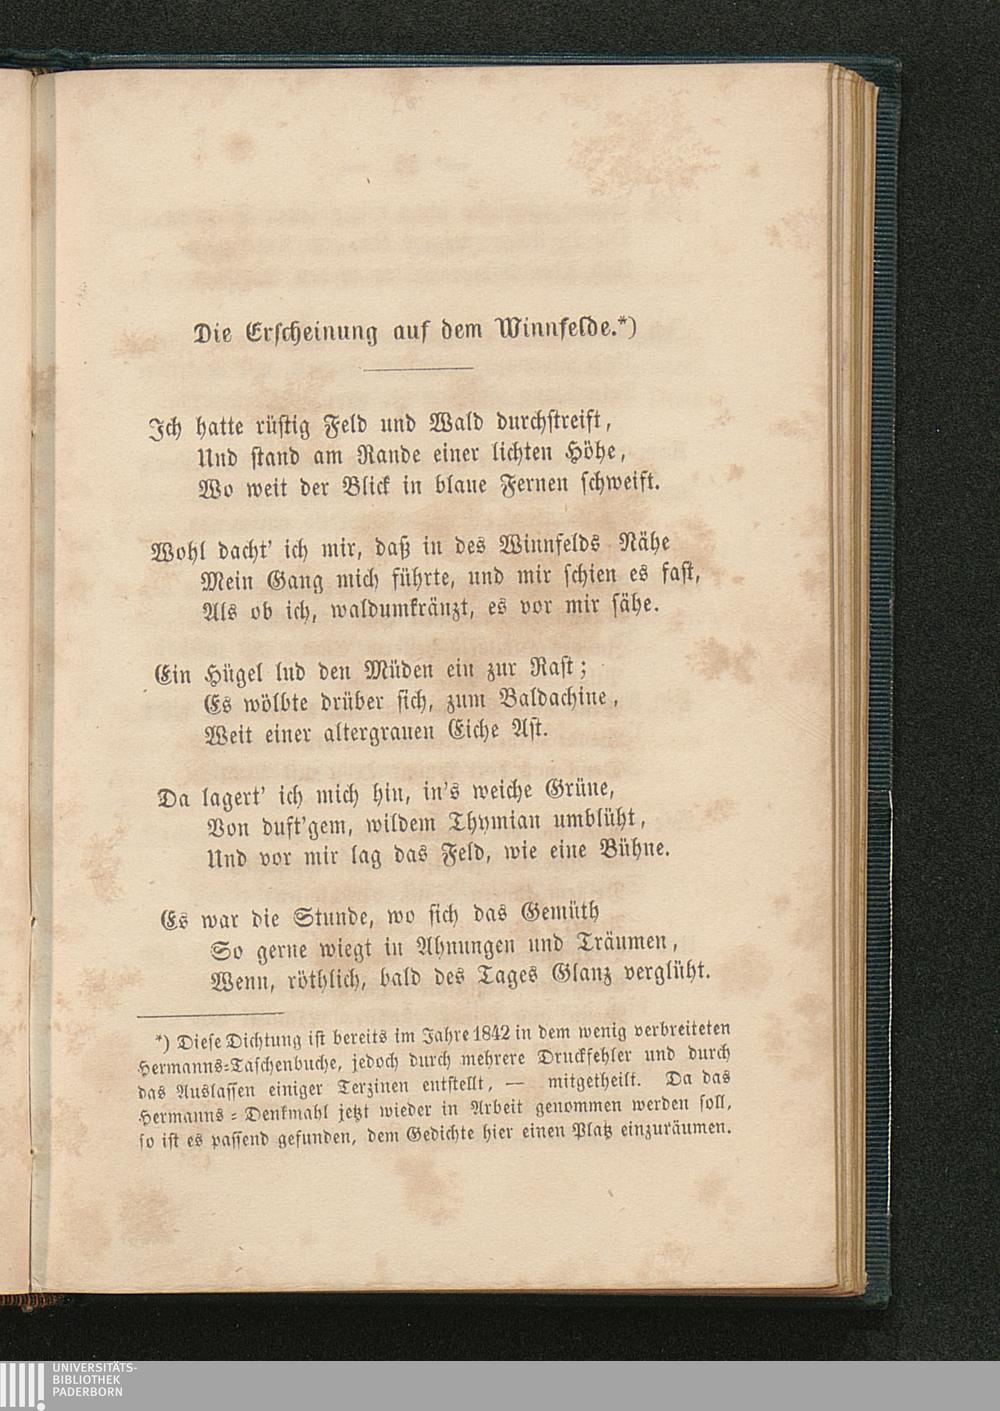 Die Erscheinung auf dem Winnfelde.*)
Ich hatte rüstig Feld und Wald durchstreift,
Und stand am Rande einer lichten Höhe,
Wo weit der Blick in blaue Fernen schweift.
Wohl dacht' ich mir, daß in des Winnfelds Nähe
Mein Gang mich führte, und mir schien es fast,
Als ob ich, waldumkränzt, es vor mir sähe.
Ein Hügel lud den Müden ein zur Rast;
Es wölbte drüber sich, zum Baldachine,
Weit einer altergrauen Eiche Ast.
Da lagert' ich mich hin, in's weiche Grüne,
Von duft'gem, wildem Thymian umblüht,
Und vor mir lag das Feld, wie eine Bühne.
Es war die Stunde, wo sich das Gemüth
So gerne wiegt in Ahnungen und Träumen,
Wenn, röthlich, bald des Tages Glanz verglüht.
*) Diese Dichtung ist bereits im Jahre 1842 in dem wenig verbreiteten
Hermanns-Taschenbuche, jedoch durch mehrere Druckfehler und durch
das Auslassen einiger Terzinen entstellt, — mitgetheilt. Da das
Hermanns-Denkmahl jetzt wieder in Arbeit genommen werden soll,
so ist es passend gefunden, dem Gedichte hier einen Platz einzuräumen.
UNIVERSITÄTS-
BIBLIOTHEK
PADERBORN